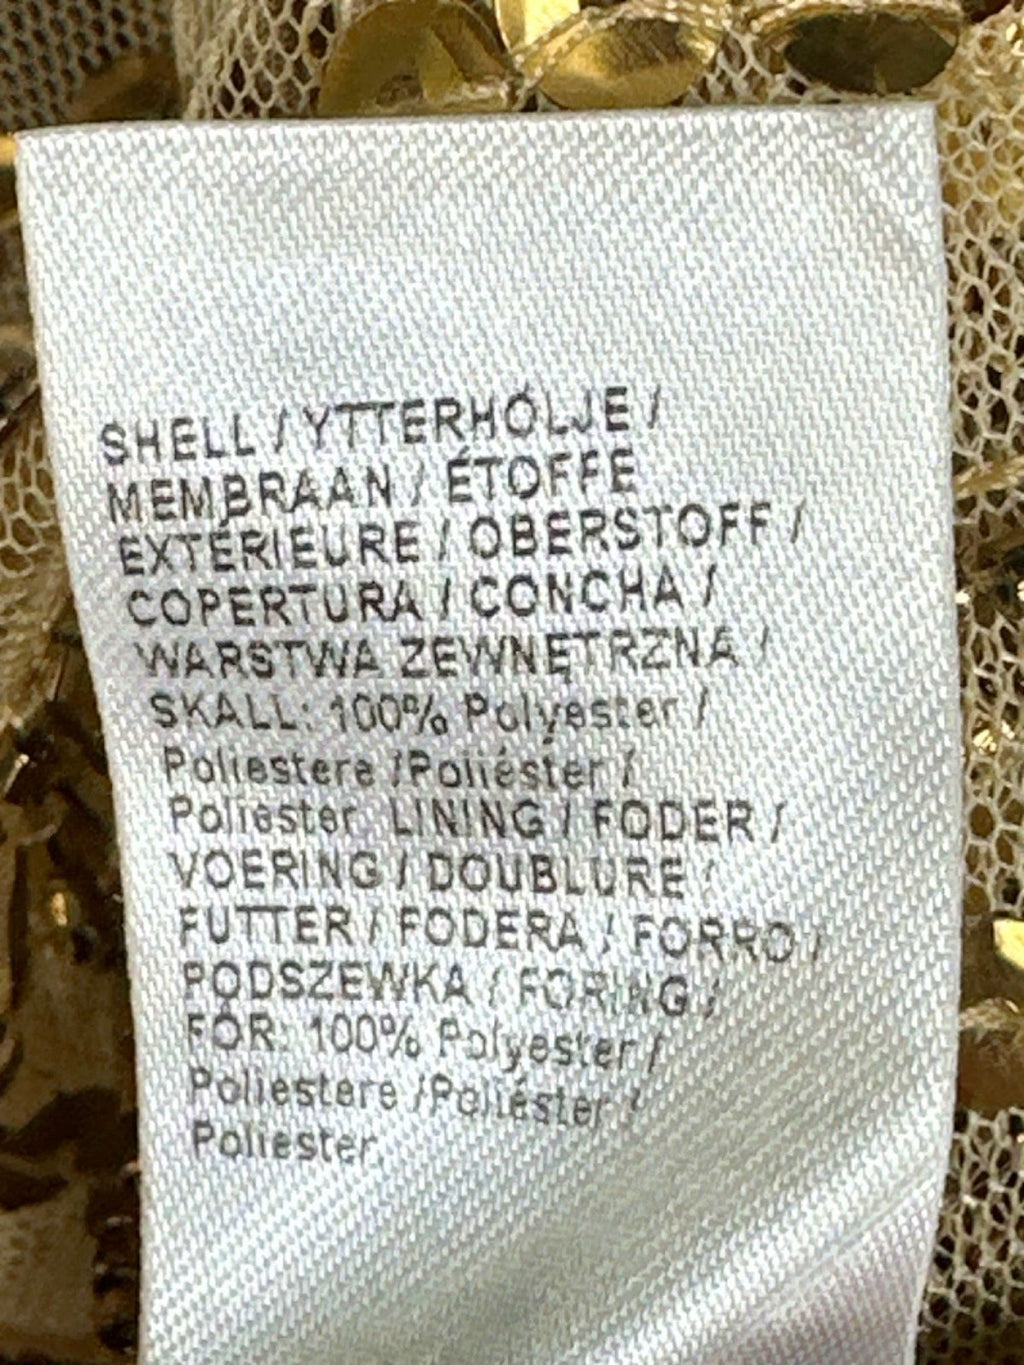 SHELL / YTTERHÖLJE /
MEMBRAAN / ÉTOFFE
EXTÉRIEURE / OBERSTOFF /
COPERTURA / CONCHA /
WARSTWA ZEWNĘTRZNA /
SKALL: 100% Polyester /
Poliestere /Poliéster /
Poliester LINING / FODER /
VOERING / DOUBLURE /
FUTTER / FODERA / FORRO /
PODSZEWKA / FORING /
FÔR: 100% Polyester /
Poliestere /Poliéster /
Poliester